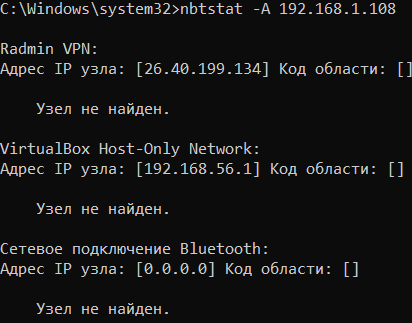 C:\Windows\system32>nbtstat -A 192.168.1.108
Radmin VPN:
Адрес IP узла: [26.40.199.134] Код области: []
Узел не найден.
VirtualBox Host-Only Network:
Адрес IP узла: [192.168.56.1] Код области: []
Узел не найден.
Сетевое подключение Bluetooth:
Адрес IP узла: [0.0.0.0] Код области: []
Узел не найден.